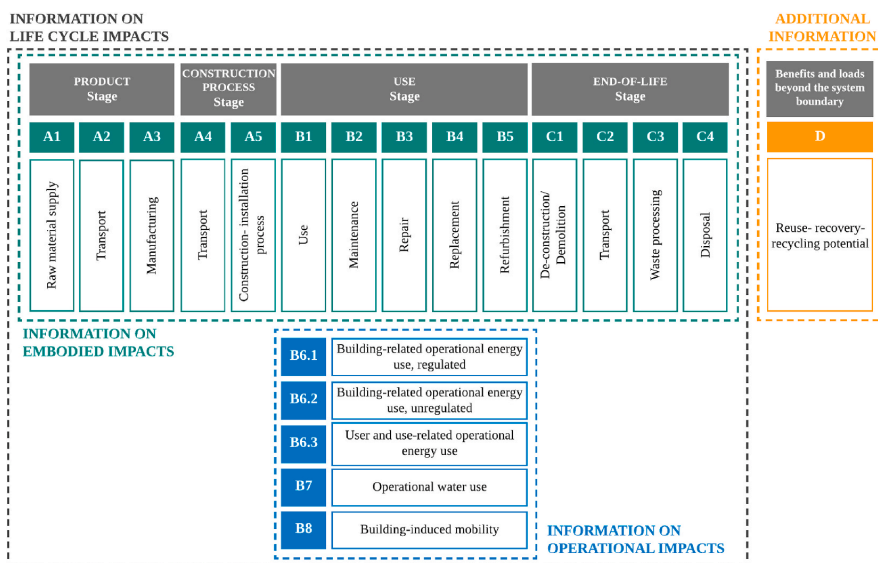 INFORMATION ON
LIFE CYCLE IMPACTS
ADDITIONAL
INFORMATION
PRODUCT
Stage
CONSTRUCTION
PROCESS
Stage
USE
Stage
END-OF-LIFE
Stage
Benefits and loads
beyond the system
boundary
A1
A2
A3
A4
A5
B1
B2
B3
B4
B5
C1
C2
C3
C4
D
Raw material supply
Transport
Manufacturing
Transport
Construction- installation
process
Use
Maintenance
Repair
Replacement
Refurbishment
De-construction/
Demolition
Transport
Waste processing
Disposal
Reuse- recovery-
recycling potential
INFORMATION ON
EMBODIED IMPACTS
B6.1
Building-related operational energy
use, regulated
B6.2
Building-related operational energy
use, unregulated
B6.3
User and use-related operational
energy use
B7
Operational water use
B8
Building-induced mobility
INFORMATION ON
OPERATIONAL IMPACTS